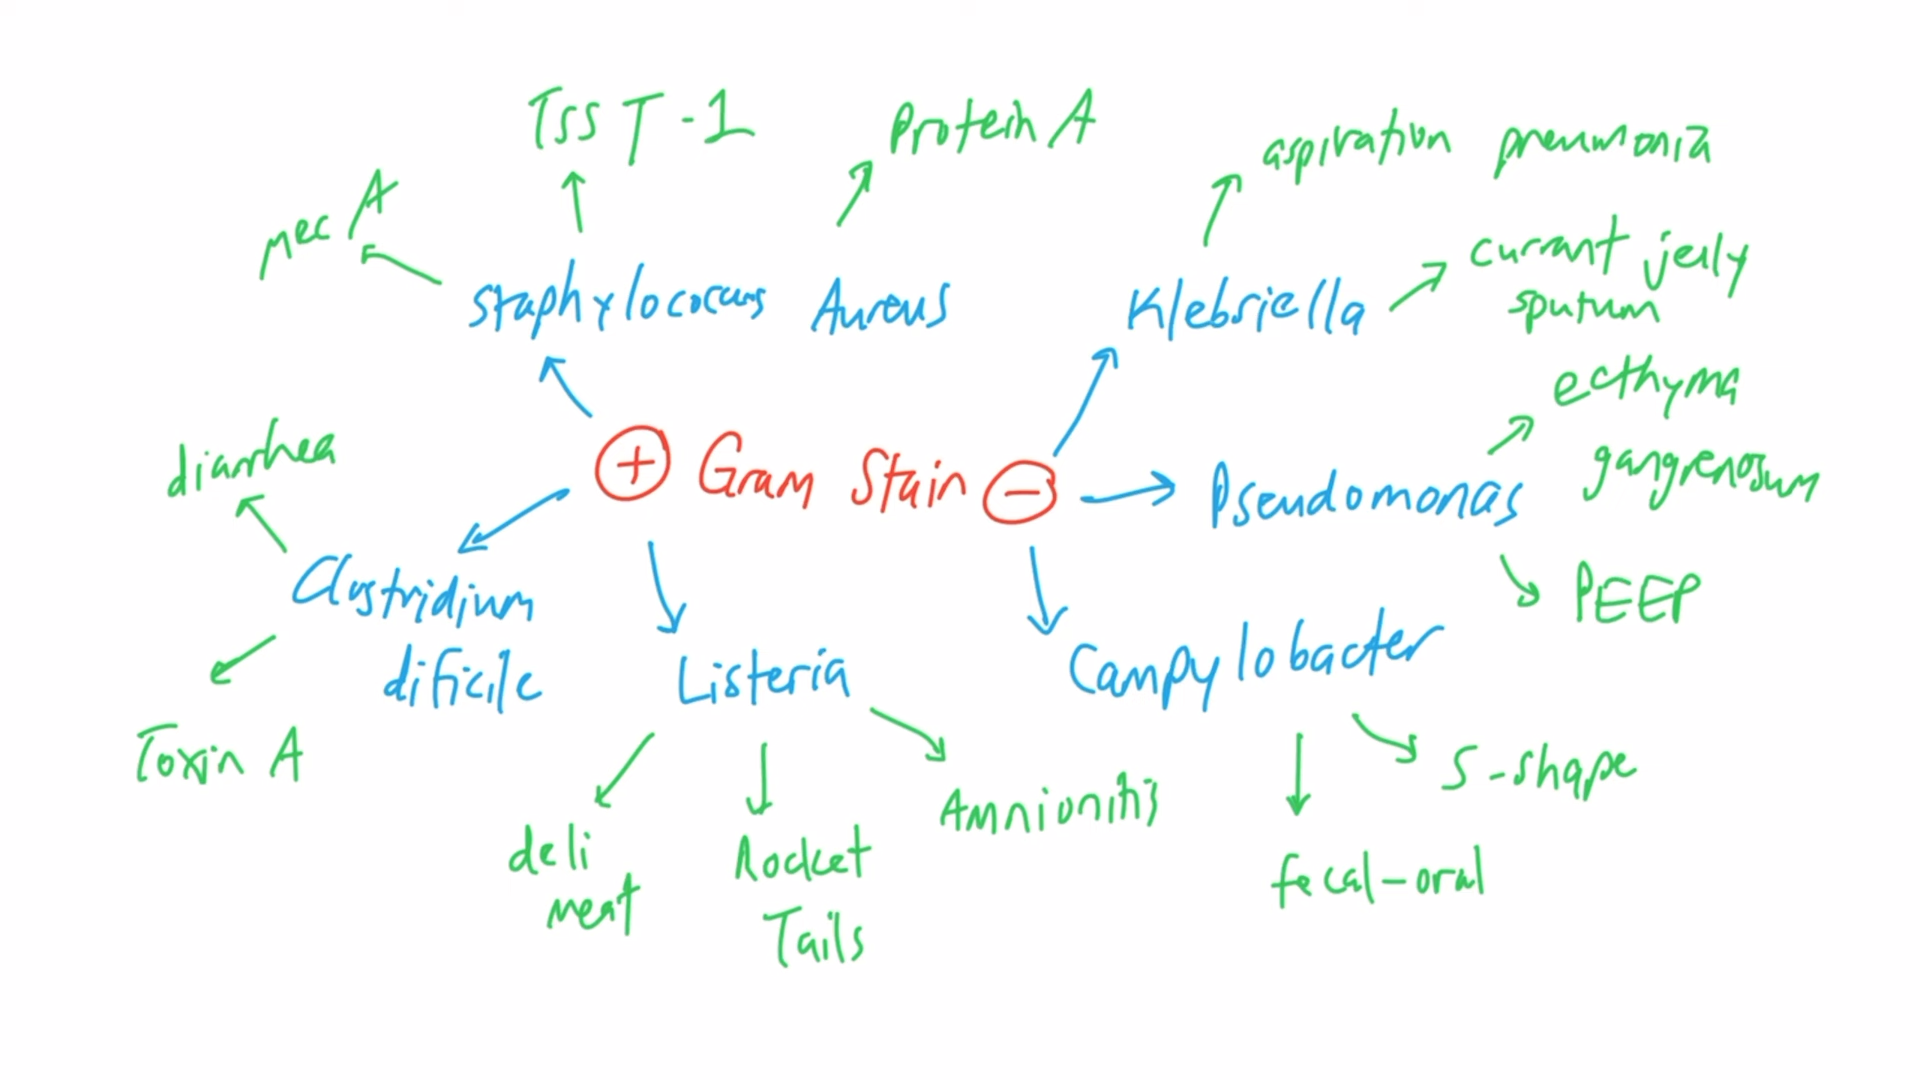 TSST-1
Protein A
mecA
aspiration pneumonia
currant jelly
sputum
Staphylococcus Aureus
Klebsiella
ecthyma
gangrenosum
diarrhea
+ Gram Stain -
Pseudomonas
PEEP
Clostridium
dificile
Listeria
Campylobacter
Toxin A
deli
meat
Rocket
Tails
Amnionitis
S-shape
fecal-oral